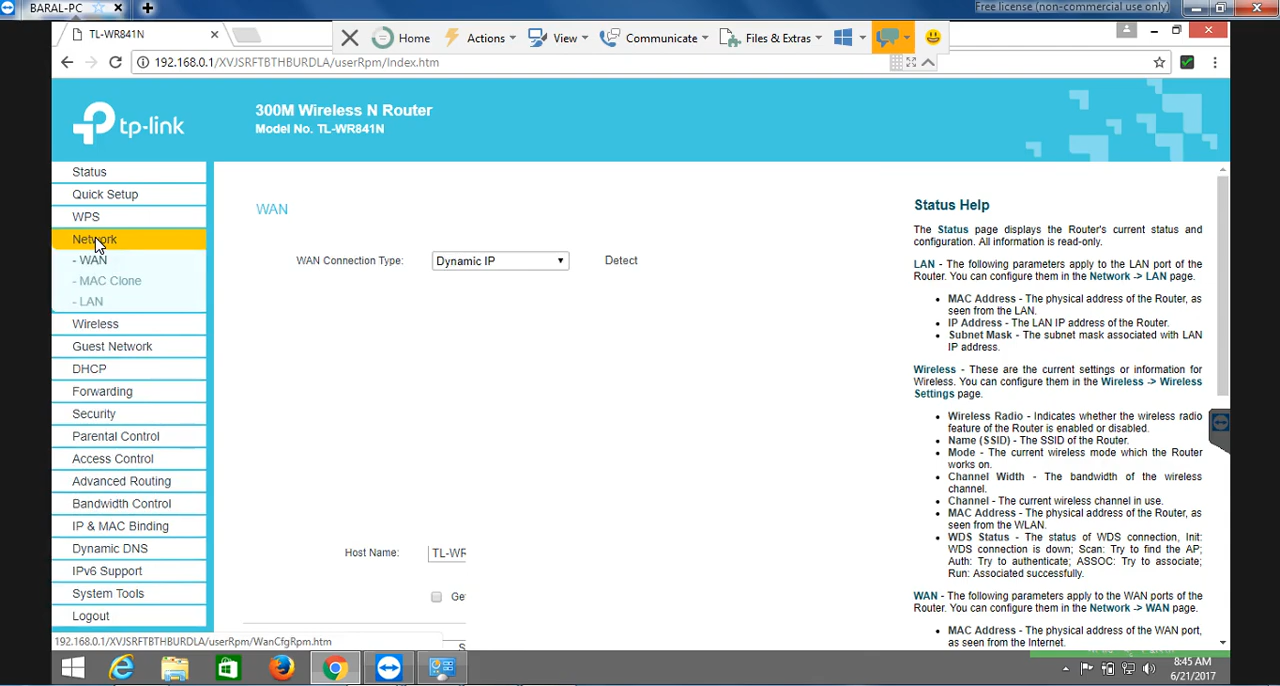 BARAL-PC
Free license (non-commercial use only)
TL-WR841N
Home
Actions
View
Communicate
Files & Extras
192.168.0.1/XVJSRFTBTHBURDLA/userRpm/Index.htm
tp-link
300M Wireless N Router
Model No. TL-WR841N
Status
Quick Setup
WPS
Network
- WAN
- MAC Clone
- LAN
Wireless
Guest Network
DHCP
Forwarding
Security
Parental Control
Access Control
Advanced Routing
Bandwidth Control
IP & MAC Binding
Dynamic DNS
IPv6 Support
System Tools
Logout
WAN
WAN Connection Type:
Dynamic IP
Detect
Host Name:
TL-WR
Ge
Status Help
The Status page displays the Router's current status and
configuration. All information is read-only.
LAN - The following parameters apply to the LAN port of the
Router. You can configure them in the Network -> LAN page.
MAC Address - The physical address of the Router, as
seen from the LAN.
IP Address - The LAN IP address of the Router.
Subnet Mask - The subnet mask associated with LAN
IP address.
Wireless - These are the current settings or information for
Wireless. You can configure them in the Wireless -> Wireless
Settings page.
Wireless Radio - Indicates whether the wireless radio
feature of the Router is enabled or disabled.
Name (SSID) - The SSID of the Router.
Mode - The current wireless mode which the Router
works on.
Channel Width - The bandwidth of the wireless
channel.
Channel - The current wireless channel in use.
MAC Address - The physical address of the Router, as
seen from the WLAN.
WDS Status - The status of WDS connection, Init:
WDS connection is down; Scan: Try to find the AP;
Auth: Try to authenticate; ASSOC: Try to associate;
Run: Associated successfully.
WAN - The following parameters apply to the WAN ports of the
Router. You can configure them in the Network -> WAN page.
MAC Address - The physical address of the WAN port,
as seen from the Internet.
192.168.0.1/XVJSRFTBTHBURDLA/userRpm/WanCfgRpm.htm
8:45 AM
6/21/2017